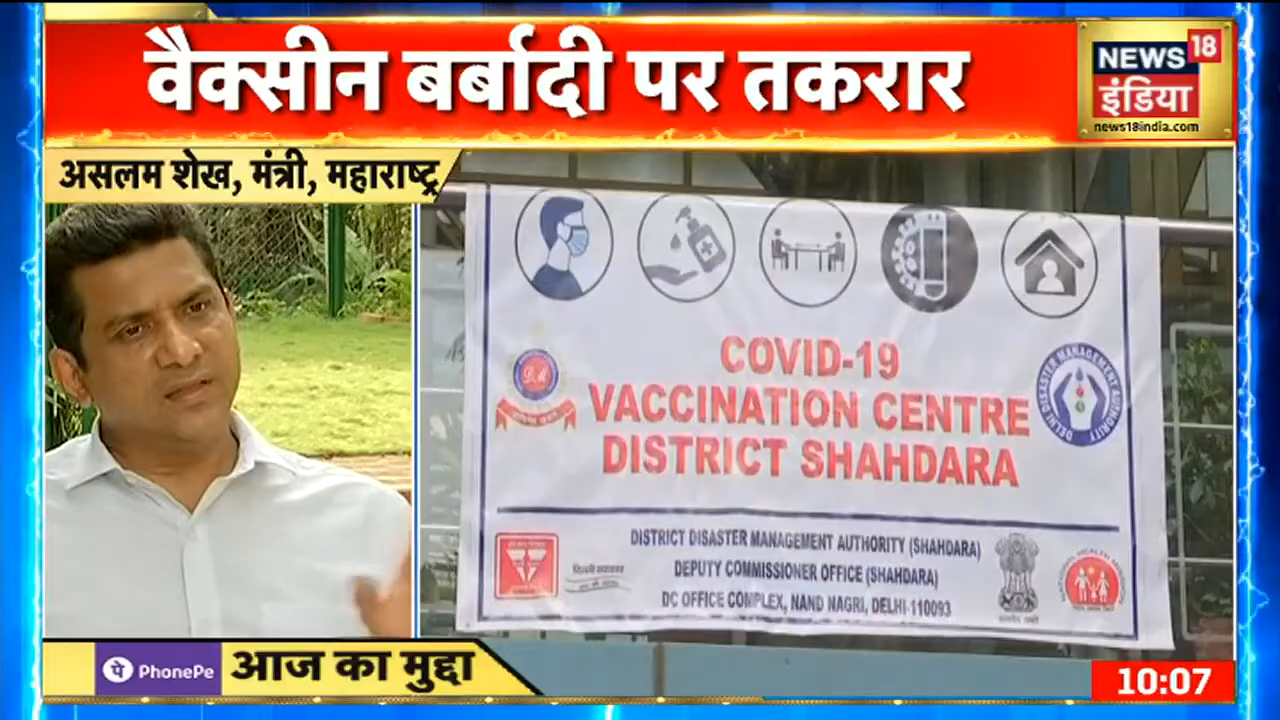 वैक्सीन बर्बादी पर तकरार
NEWS 18
इंडिया
news18india.com
असलम शेख, मंत्री, महाराष्ट्र
COVID-19
VACCINATION CENTRE
DISTRICT SHAHDARA
DELHI DISASTER MANAGEMENT AUTHORITY
DISTRICT DISASTER MANAGEMENT AUTHORITY (SHAHDARA)
DEPUTY COMMISSIONER OFFICE (SHAHDARA)
DC OFFICE COMPLEX, NAND NAGRI, DELHI-110093
पे PhonePe
आज का मुद्दा
10:07